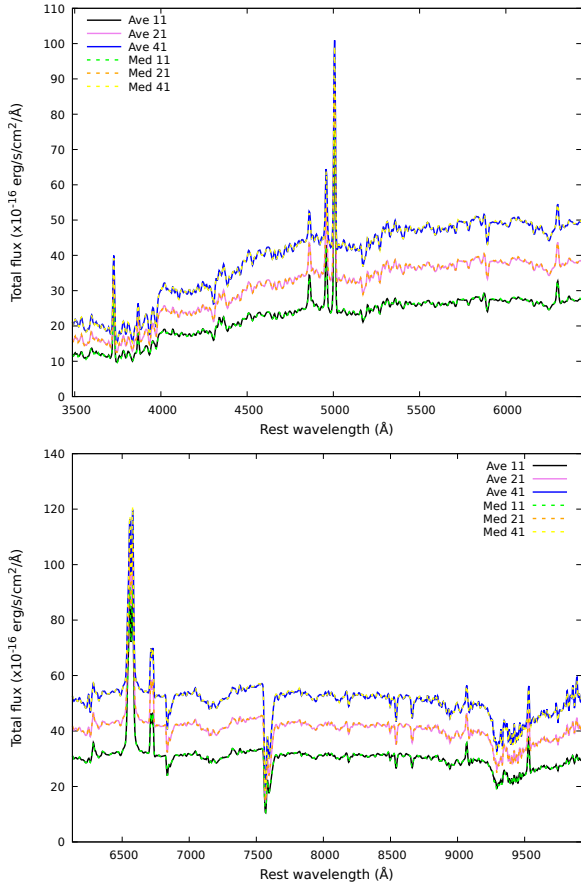 110
100
90
80
70
60
50
40
30
20
10
0
3500 4000 4500 5000 5500 6000
Total flux (x10-16 erg/s/cm2/Å)
Rest wavelength (Å)
Ave 11
Ave 21
Ave 41
Med 11
Med 21
Med 41
140
120
100
80
60
40
20
0
6500 7000 7500 8000 8500 9000 9500
Total flux (x10-16 erg/s/cm2/Å)
Rest wavelength (Å)
Ave 11
Ave 21
Ave 41
Med 11
Med 21
Med 41